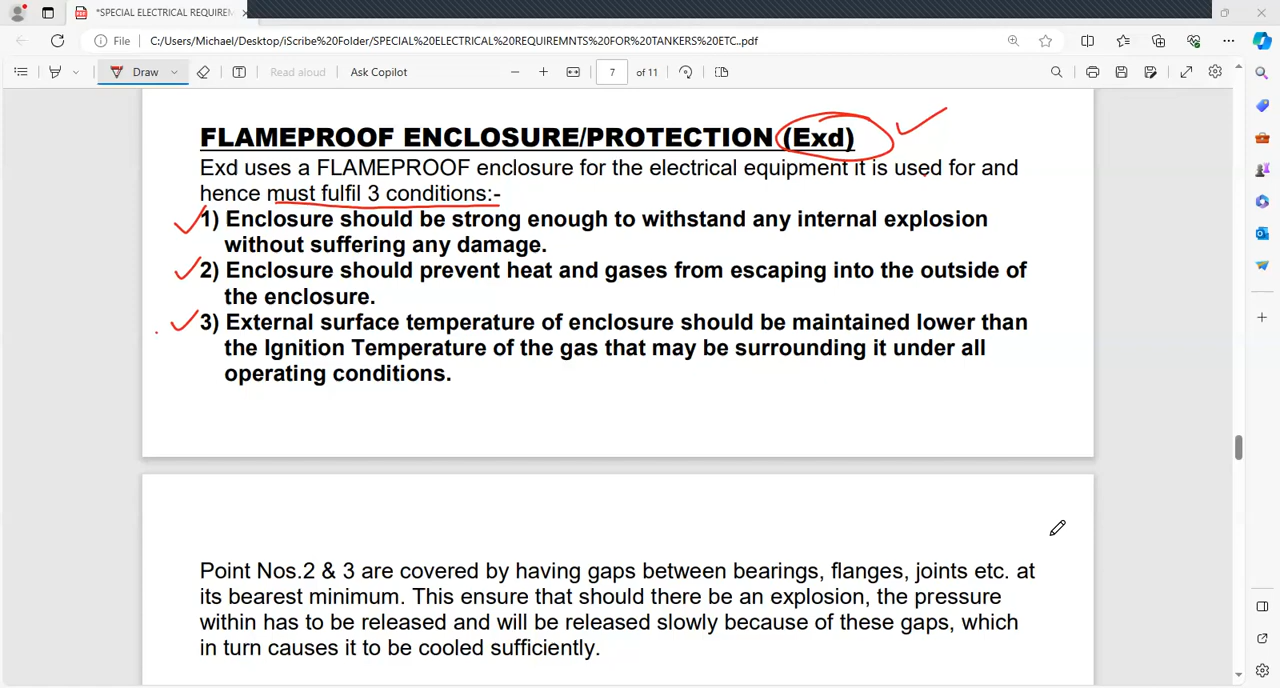 *SPECIAL ELECTRICAL REQUIREM
File
C:/Users/Michael/Desktop/iScribe%20Folder/SPECIAL%20ELECTRICAL%20REQUIREMNTS%20FOR%20TANKERS%20ETC..pdf
Draw
Read aloud
Ask Copilot
7
of 11
FLAMEPROOF ENCLOSURE/PROTECTION (Exd)
Exd uses a FLAMEPROOF enclosure for the electrical equipment it is used for and
hence must fulfil 3 conditions:-
1) Enclosure should be strong enough to withstand any internal explosion
without suffering any damage.
2) Enclosure should prevent heat and gases from escaping into the outside of
the enclosure.
3) External surface temperature of enclosure should be maintained lower than
the Ignition Temperature of the gas that may be surrounding it under all
operating conditions.
Point Nos.2 & 3 are covered by having gaps between bearings, flanges, joints etc. at
its bearest minimum. This ensure that should there be an explosion, the pressure
within has to be released and will be released slowly because of these gaps, which
in turn causes it to be cooled sufficiently.